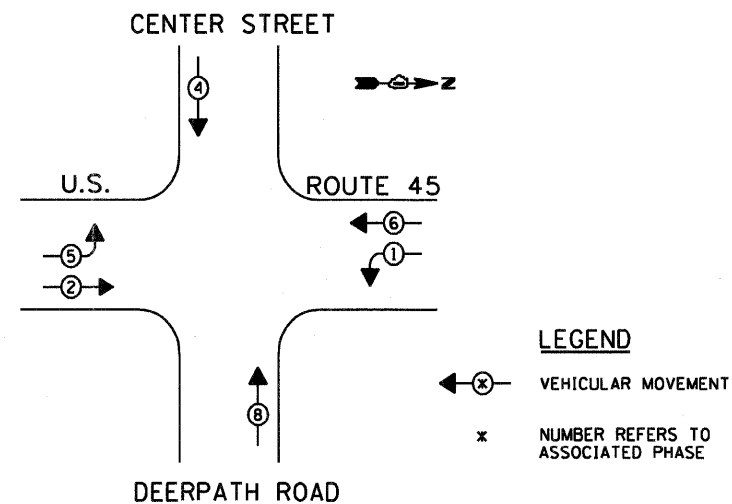 CENTER STREET
4
N
U.S.
ROUTE 45
6
5
1
2
LEGEND
* VEHICULAR MOVEMENT
8
* NUMBER REFERS TO
ASSOCIATED PHASE
DEERPATH ROAD